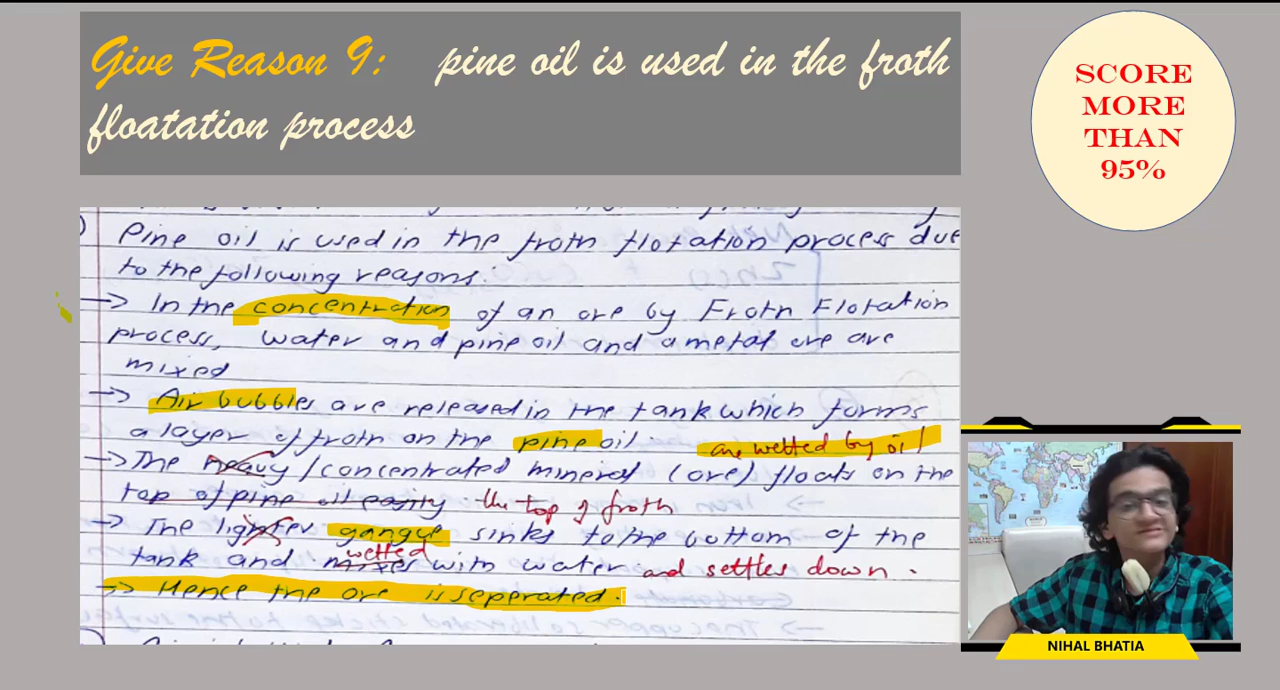 Give Reason 9: pine oil is used in the froth
floatation process
SCORE
MORE
THAN
95%
Pine oil is used in the froth flotation process due
to the following reasons:
→ In the concentration of an ore by Froth Flotation
process, water and pine oil and a metal ore are
mixed
→ Air bubbles are released in the tank which forms
a layer of froth on the pine oil. are wetted by oil
→ The heavy/concentrated mineral (ore) floats on the
top of pine oil easily the top of froth
→ The lighter gangue sinks to the bottom of the
tank and mixes wetted with water and settles down.
→ Hence the ore is seperated.
NIHAL BHATIA